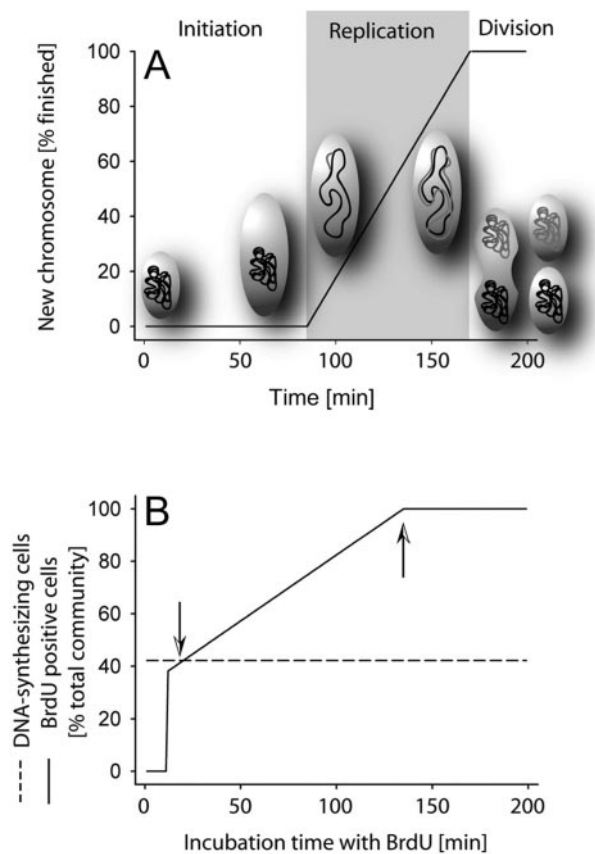 Initiation Replication Division
A
New chromosome [% finished]
100
80
60
40
20
0
0 50 100 150 200
Time [min]
B
DNA-synthesizing cells
BrdU positive cells
[% total community]
100
80
60
40
20
0
0 50 100 150 200
Incubation time with BrdU [min]